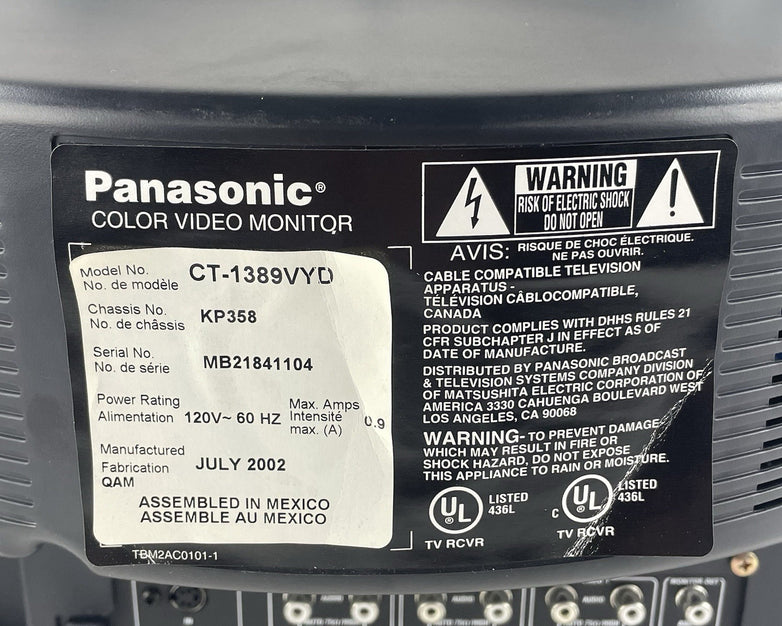 Panasonic®
COLOR VIDEO MONITOR
Model No. CT-1389VYD
No. de modèle
Chassis No. KP358
No. de châssis
Serial No. MB21841104
No. de série
Power Rating
Alimentation 120V~ 60 HZ
Max. Amps
Intensité 0.9
max. (A)
Manufactured
Fabrication JULY 2002
QAM
ASSEMBLED IN MEXICO
ASSEMBLE AU MEXICO
TBM2AC0101-1
WARNING
RISK OF ELECTRIC SHOCK
DO NOT OPEN
AVIS: RISQUE DE CHOC ÉLECTRIQUE.
NE PAS OUVRIR.
CABLE COMPATIBLE TELEVISION
APPARATUS -
TÉLÉVISION CÂBLOCOMPATIBLE,
CANADA
PRODUCT COMPLIES WITH DHHS RULES 21
CFR SUBCHAPTER J IN EFFECT AS OF
DATE OF MANUFACTURE.
DISTRIBUTED BY PANASONIC BROADCAST
& TELEVISION SYSTEMS COMPANY DIVISION
OF MATSUSHITA ELECTRIC CORPORATION OF
AMERICA 3330 CAHUENGA BOULEVARD WEST
LOS ANGELES, CA 90068
WARNING- TO PREVENT DAMAGE
WHICH MAY RESULT IN FIRE OR
SHOCK HAZARD, DO NOT EXPOSE
THIS APPLIANCE TO RAIN OR MOISTURE.
UL LISTED
436L
TV RCVR
C UL LISTED
436L
TV RCVR
AUDIO
AUDIO
AUDIO
MONITOR OUT